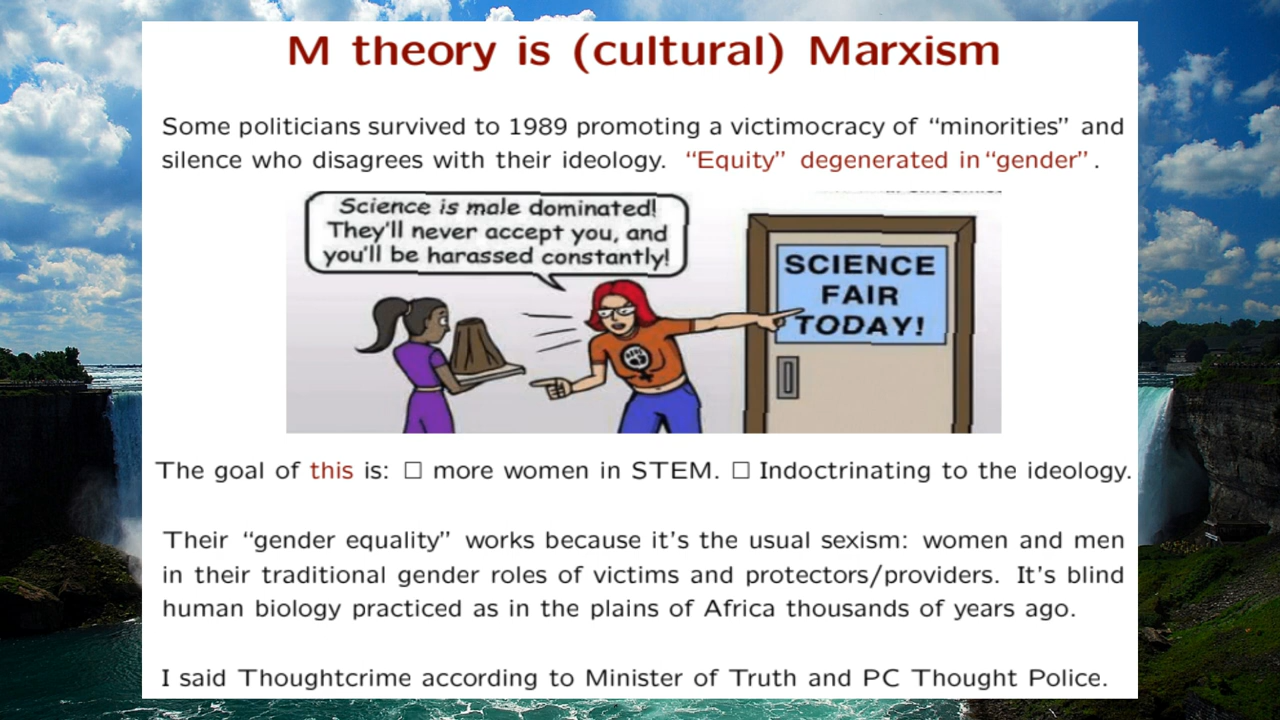 M theory is (cultural) Marxism
Some politicians survived to 1989 promoting a victimocracy of “minorities” and
silence who disagrees with their ideology. “Equity” degenerated in “gender”.
Science is male dominated!
They'll never accept you, and
you'll be harassed constantly!
SCIENCE
FAIR
TODAY!
The goal of this is: □ more women in STEM. □ Indoctrinating to the ideology.
Their “gender equality” works because it's the usual sexism: women and men
in their traditional gender roles of victims and protectors/providers. It's blind
human biology practiced as in the plains of Africa thousands of years ago.
I said Thoughtcrime according to Minister of Truth and PC Thought Police.